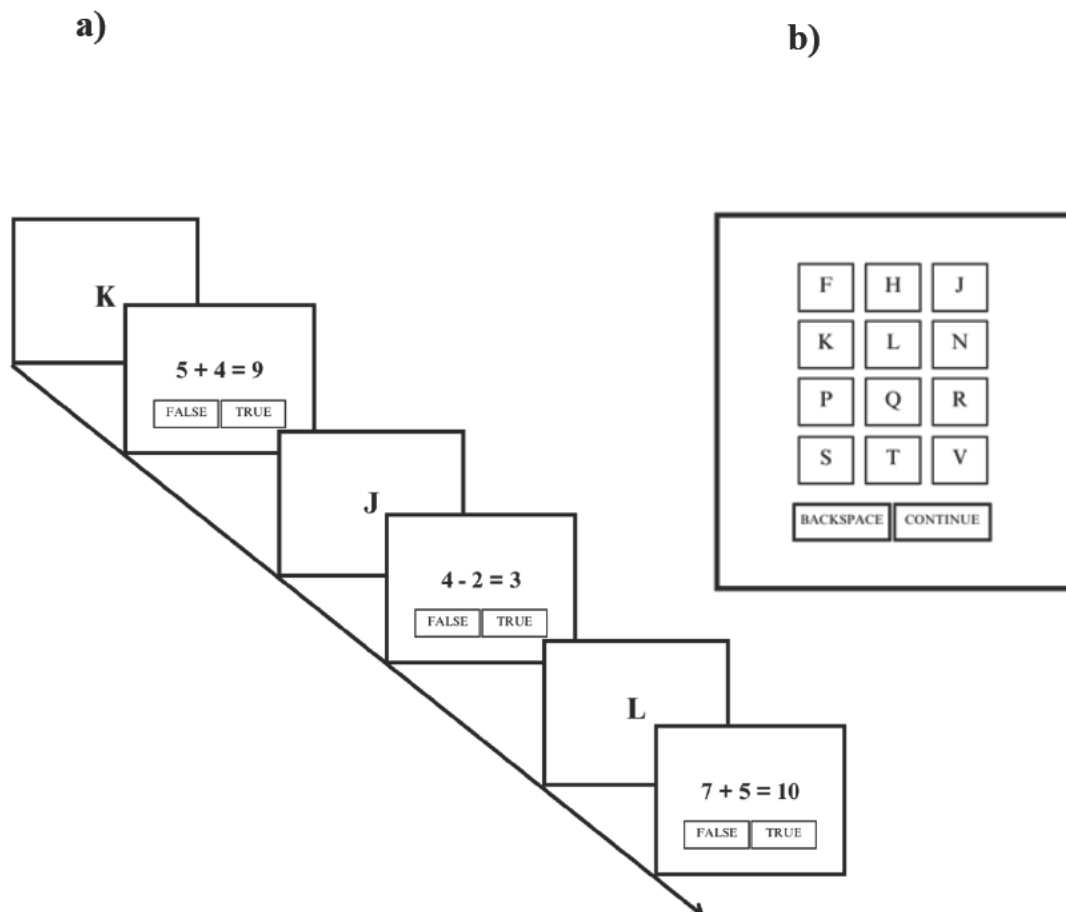 a)
K
5 + 4 = 9
FALSE TRUE
J
4 - 2 = 3
FALSE TRUE
L
7 + 5 = 10
FALSE TRUE
b)
F H J
K L N
P Q R
S T V
BACKSPACE CONTINUE